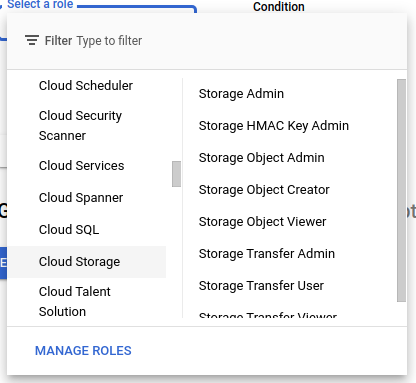 Select a role
Condition
Filter Type to filter
Cloud Scheduler
Cloud Security
Scanner
Cloud Services
Cloud Spanner
Cloud SQL
Cloud Storage
Cloud Talent
Solution
Storage Admin
Storage HMAC Key Admin
Storage Object Admin
Storage Object Creator
Storage Object Viewer
Storage Transfer Admin
Storage Transfer User
Storage Transfer Viewer
MANAGE ROLES